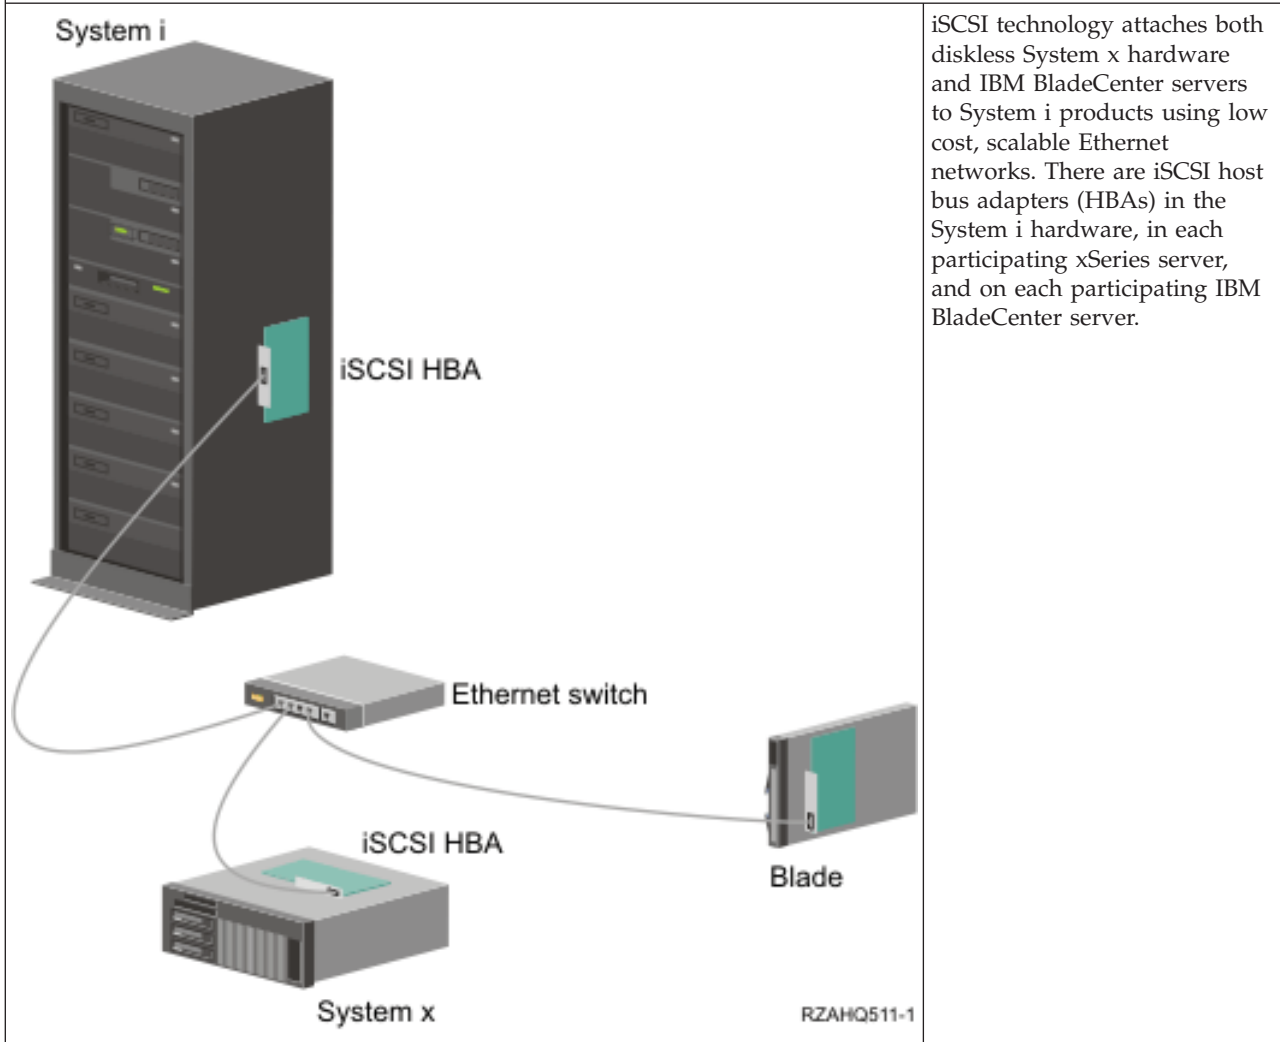 System i
iSCSI HBA
Ethernet switch
iSCSI HBA
Blade
System x
RZAHQ511-1
iSCSI technology attaches both
diskless System x hardware
and IBM BladeCenter servers
to System i products using low
cost, scalable Ethernet
networks. There are iSCSI host
bus adapters (HBAs) in the
System i hardware, in each
participating xSeries server,
and on each participating IBM
BladeCenter server.